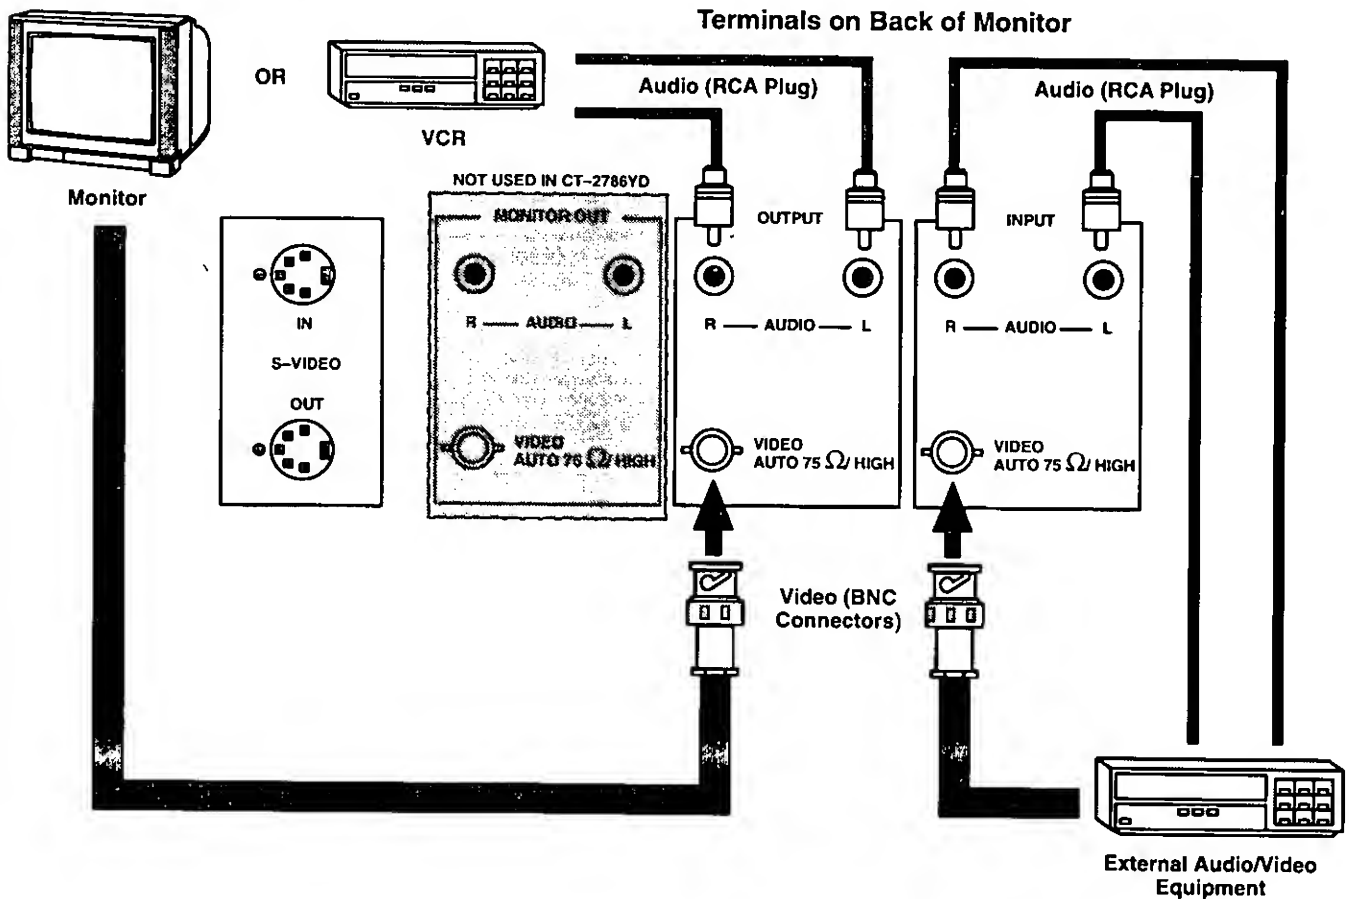 Terminals on Back of Monitor
OR
Audio (RCA Plug)
Audio (RCA Plug)
VCR
Monitor
NOT USED IN CT-2786YD
MONITOR OUT
OUTPUT
INPUT
IN
R AUDIO L
R AUDIO L
R AUDIO L
S-VIDEO
OUT
VIDEO
AUTO 75 Ω/ HIGH
VIDEO
AUTO 75 Ω/ HIGH
VIDEO
AUTO 75 Ω/ HIGH
Video (BNC
Connectors)
External Audio/Video
Equipment